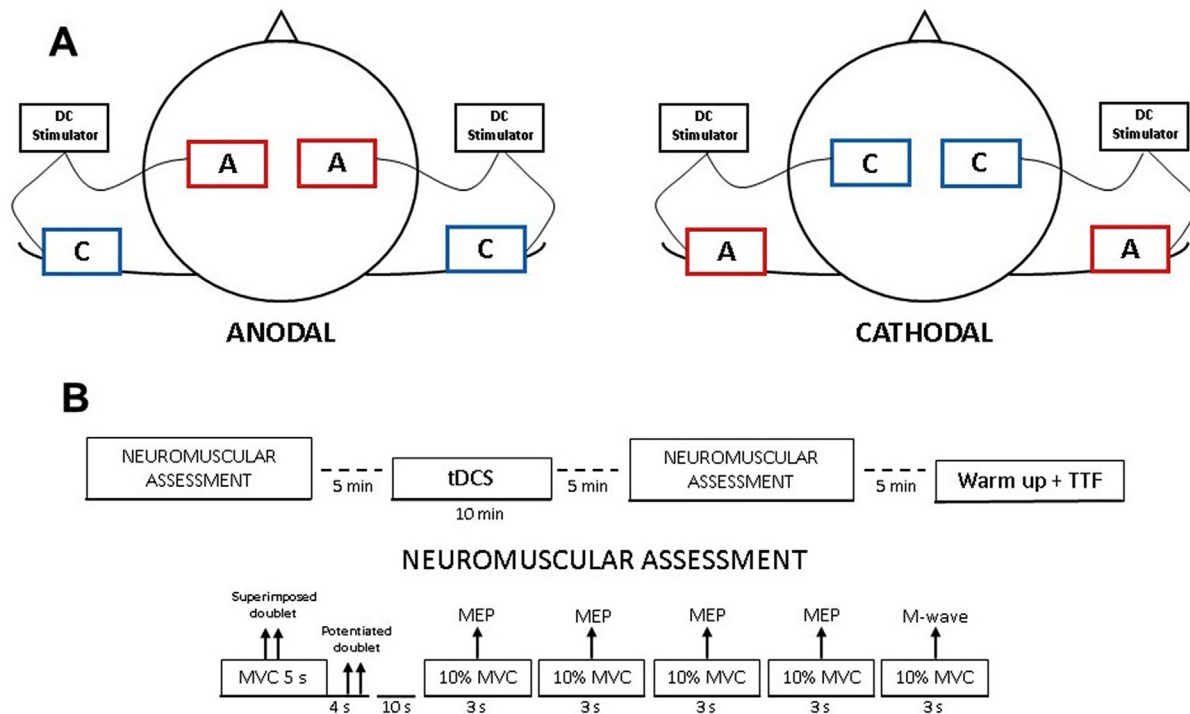 A
DC
Stimulator
DC
Stimulator
A
A
C
C
ANODAL
DC
Stimulator
DC
Stimulator
C
C
A
A
CATHODAL
B
NEUROMUSCULAR
ASSESSMENT
5 min
tDCS
10 min
5 min
NEUROMUSCULAR
ASSESSMENT
5 min
Warm up + TTF
NEUROMUSCULAR ASSESSMENT
Superimposed
doublet
Potentiated
doublet
MEP
MEP
MEP
MEP
M-wave
MVC 5 s
10% MVC
10% MVC
10% MVC
10% MVC
10% MVC
4 s
10 s
3 s
3 s
3 s
3 s
3 s